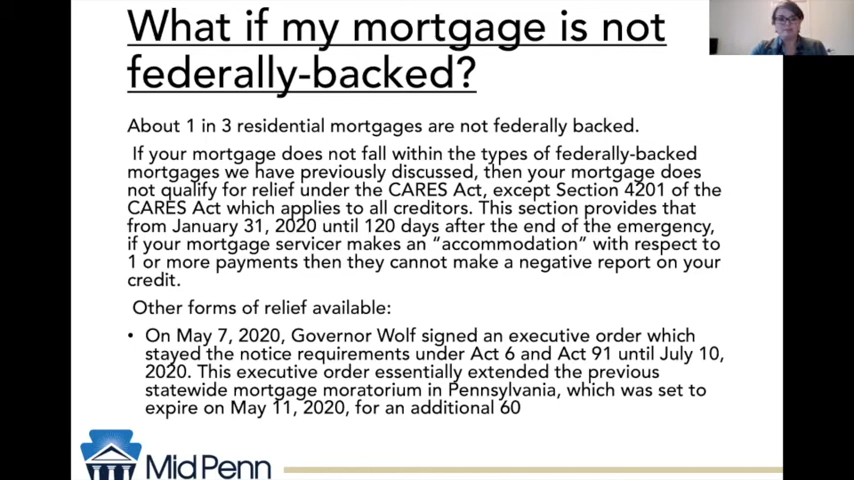 What if my mortgage is not
federally-backed?
About 1 in 3 residential mortgages are not federally backed.
If your mortgage does not fall within the types of federally-backed
mortgages we have previously discussed, then your mortgage does
not qualify for relief under the CARES Act, except Section 4201 of the
CARES Act which applies to all creditors. This section provides that
from January 31, 2020 until 120 days after the end of the emergency,
if your mortgage servicer makes an “accommodation” with respect to
1 or more payments then they cannot make a negative report on your
credit.
Other forms of relief available:
• On May 7, 2020, Governor Wolf signed an executive order which
stayed the notice requirements under Act 6 and Act 91 until July 10,
2020. This executive order essentially extended the previous
statewide mortgage moratorium in Pennsylvania, which was set to
expire on May 11, 2020, for an additional 60
MidPenn